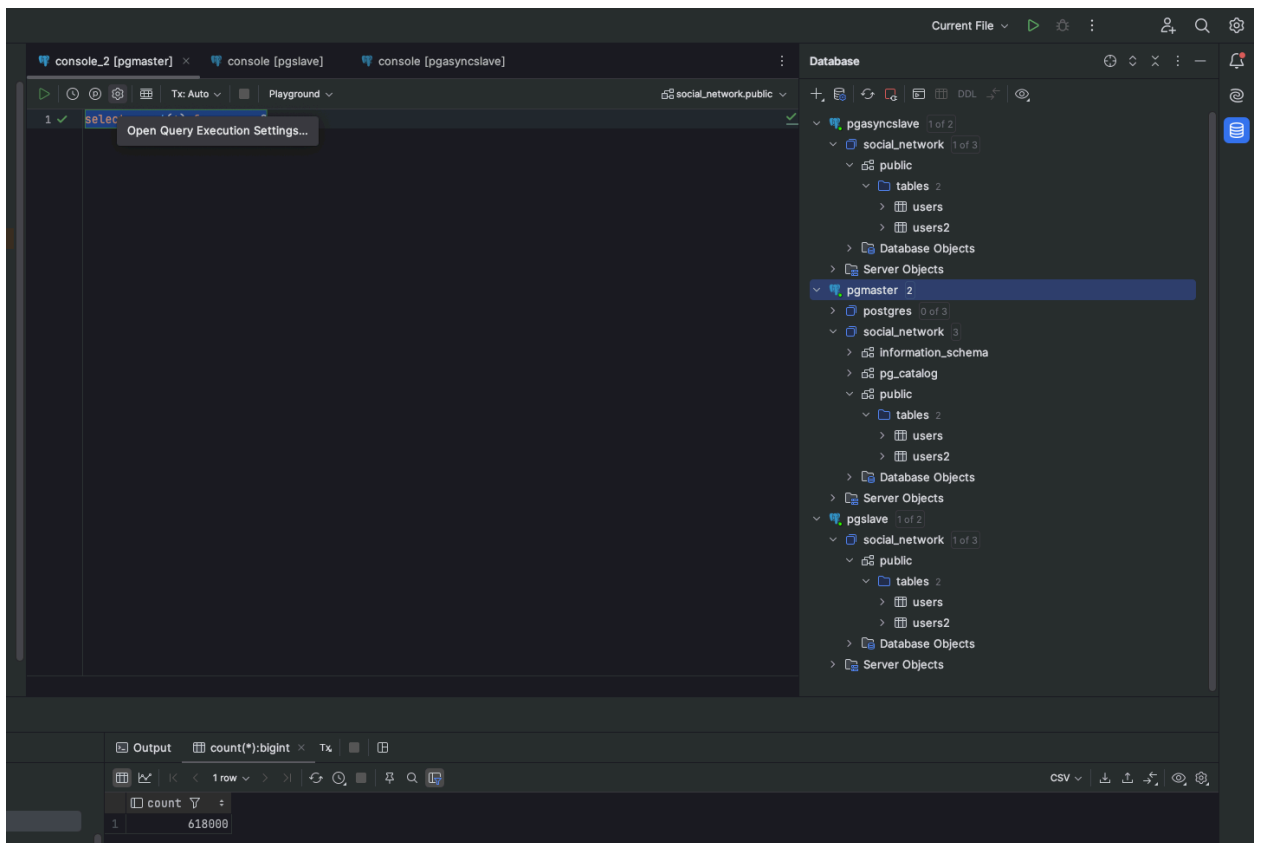 Current File
console_2 [pgmaster]
console [pgslave]
console [pgasyncslave]
Database
Tx: Auto
Playground
social_network.public
DDL
1
Open Query Execution Settings...
pgasyncslave 1 of 2
social_network 1 of 3
public
tables 2
users
users2
Database Objects
Server Objects
pgmaster 2
postgres 0 of 3
social_network 3
information_schema
pg_catalog
public
tables 2
users
users2
Database Objects
Server Objects
pgslave 1 of 2
social_network 1 of 3
public
tables 2
users
users2
Database Objects
Server Objects
Output
count(*):bigint
Tx
1 row
CSV
count
1 618000